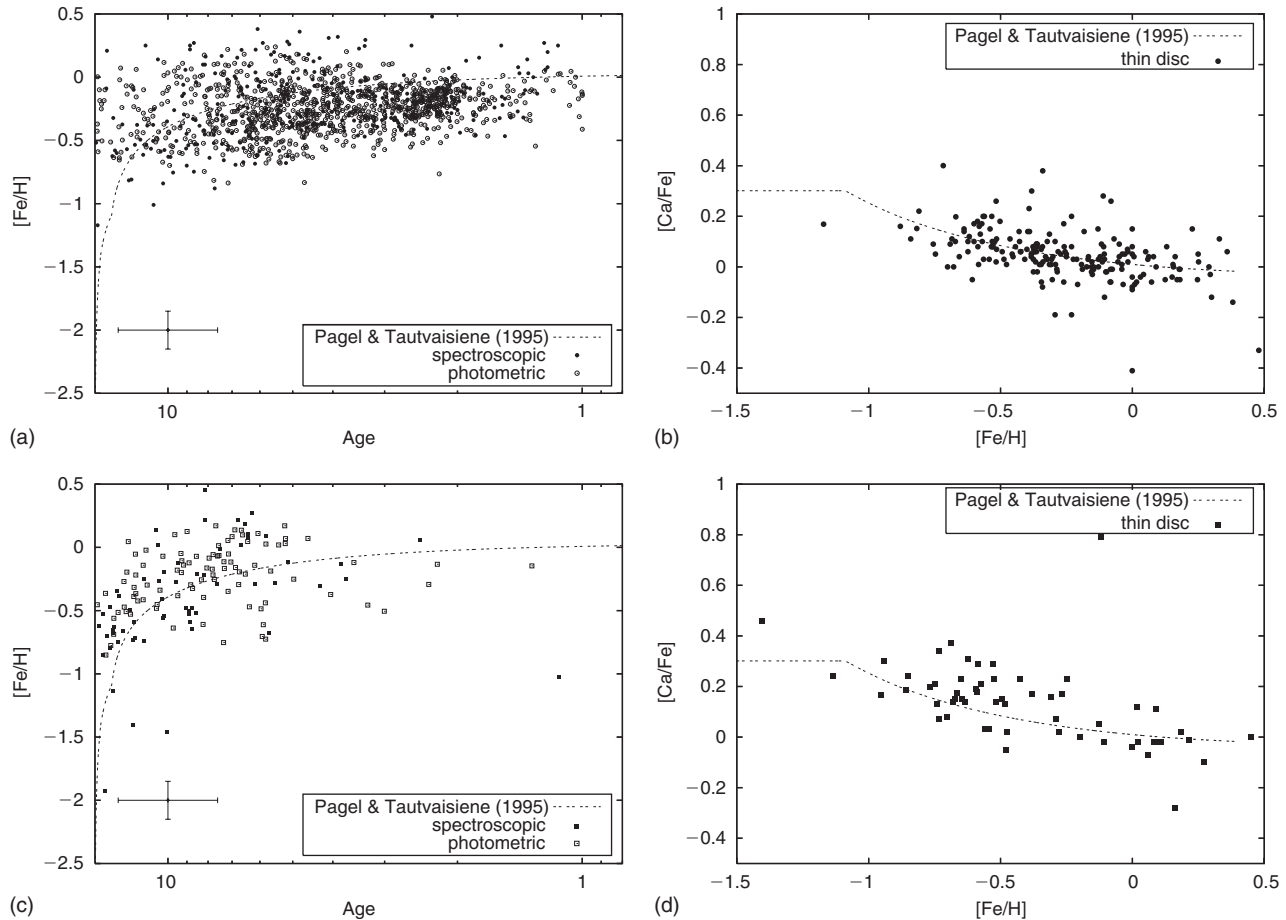 0.5
0
−0.5
−1
−1.5
−2
−2.5
[Fe/H]
Pagel & Tautvaisiene (1995)
spectroscopic
photometric
10
1
Age
(a)
1
0.8
0.6
0.4
0.2
0
−0.2
−0.4
[Ca/Fe]
Pagel & Tautvaisiene (1995)
thin disc
−1.5
−1
−0.5
0
0.5
[Fe/H]
(b)
0.5
0
−0.5
−1
−1.5
−2
−2.5
[Fe/H]
Pagel & Tautvaisiene (1995)
spectroscopic
photometric
10
1
Age
(c)
1
0.8
0.6
0.4
0.2
0
−0.2
−0.4
[Ca/Fe]
Pagel & Tautvaisiene (1995)
thin disc
−1.5
−1
−0.5
0
0.5
[Fe/H]
(d)